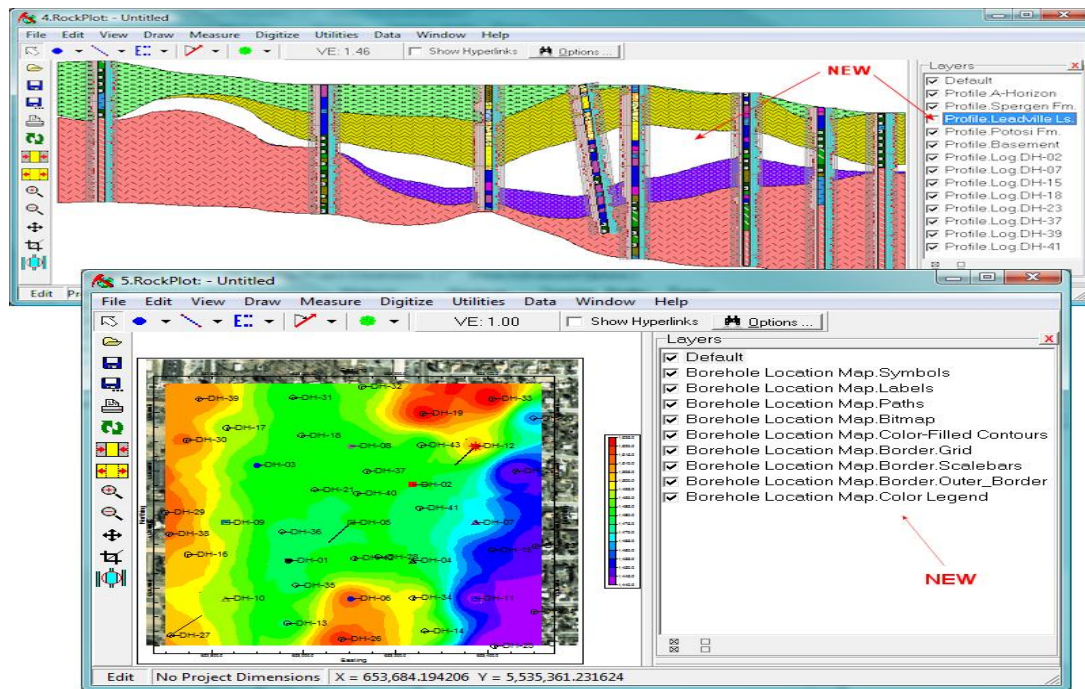 4.RockPlot: - Untitled
File Edit View Draw Measure Digitize Utilities Data Window Help
VE: 1.46 Show Hyperlinks Options ...
NEW
Layers
Default
Profile.A-Horizon
Profile.Spergen Fm.
Profile.Leadville Ls.
Profile.Potosi Fm.
Profile.Basement
Profile.Log.DH-02
Profile.Log.DH-07
Profile.Log.DH-15
Profile.Log.DH-18
Profile.Log.DH-23
Profile.Log.DH-37
Profile.Log.DH-39
Profile.Log.DH-41
Edit
5.RockPlot: - Untitled
File Edit View Draw Measure Digitize Utilities Data Window Help
VE: 1.00 Show Hyperlinks Options ...
Layers
Default
Borehole Location Map.Symbols
Borehole Location Map.Labels
Borehole Location Map.Paths
Borehole Location Map.Bitmap
Borehole Location Map.Color-Filled Contours
Borehole Location Map.Border.Grid
Borehole Location Map.Border.Scalebars
Borehole Location Map.Border.Outer_Border
Borehole Location Map.Color Legend
NEW
DH-32
DH-39 DH-31 DH-33
DH-19
DH-17
DH-30 DH-18 DH-08 DH-43 DH-12
DH-03 DH-37
DH-21 DH-40 DH-02
DH-29 DH-41
DH-09 DH-05 DH-07
DH-38 DH-36
DH-16 DH-01 DH-04
DH-35
DH-10 DH-06 DH-34 DH-11
DH-13 DH-14
DH-27 DH-26
Easting
Edit No Project Dimensions X = 653,684.194206 Y = 5,535,361.231624